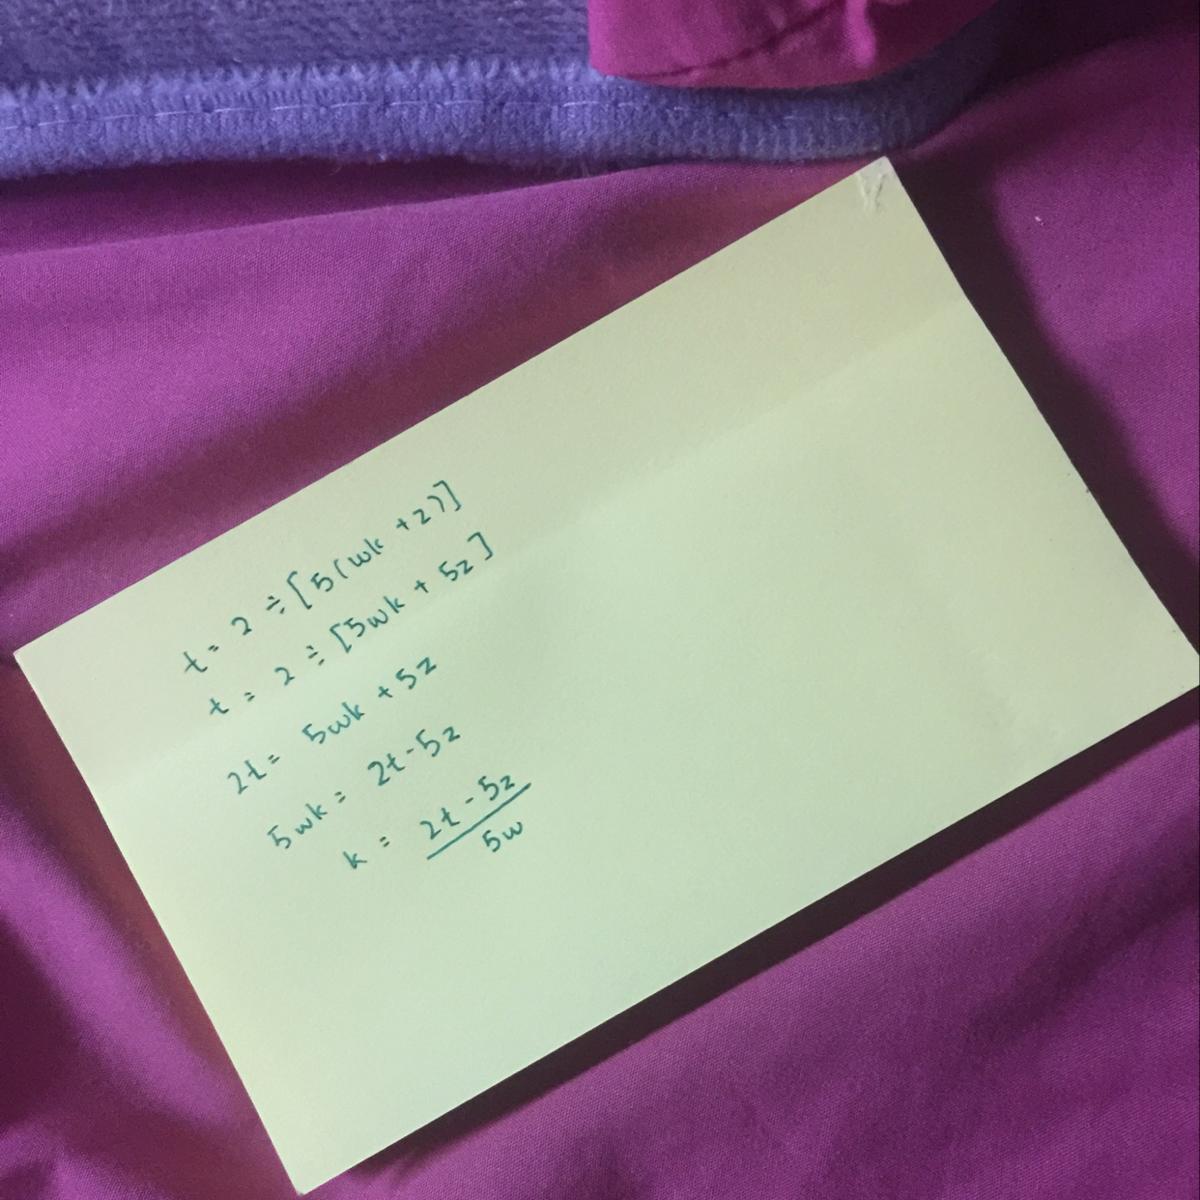 t = 2 ÷ [5(wk + z)]
t = 2 ÷ [5wk + 5z]
2t = 5wk + 5z
5wk = 2t - 5z
k = 2t - 5z / 5w